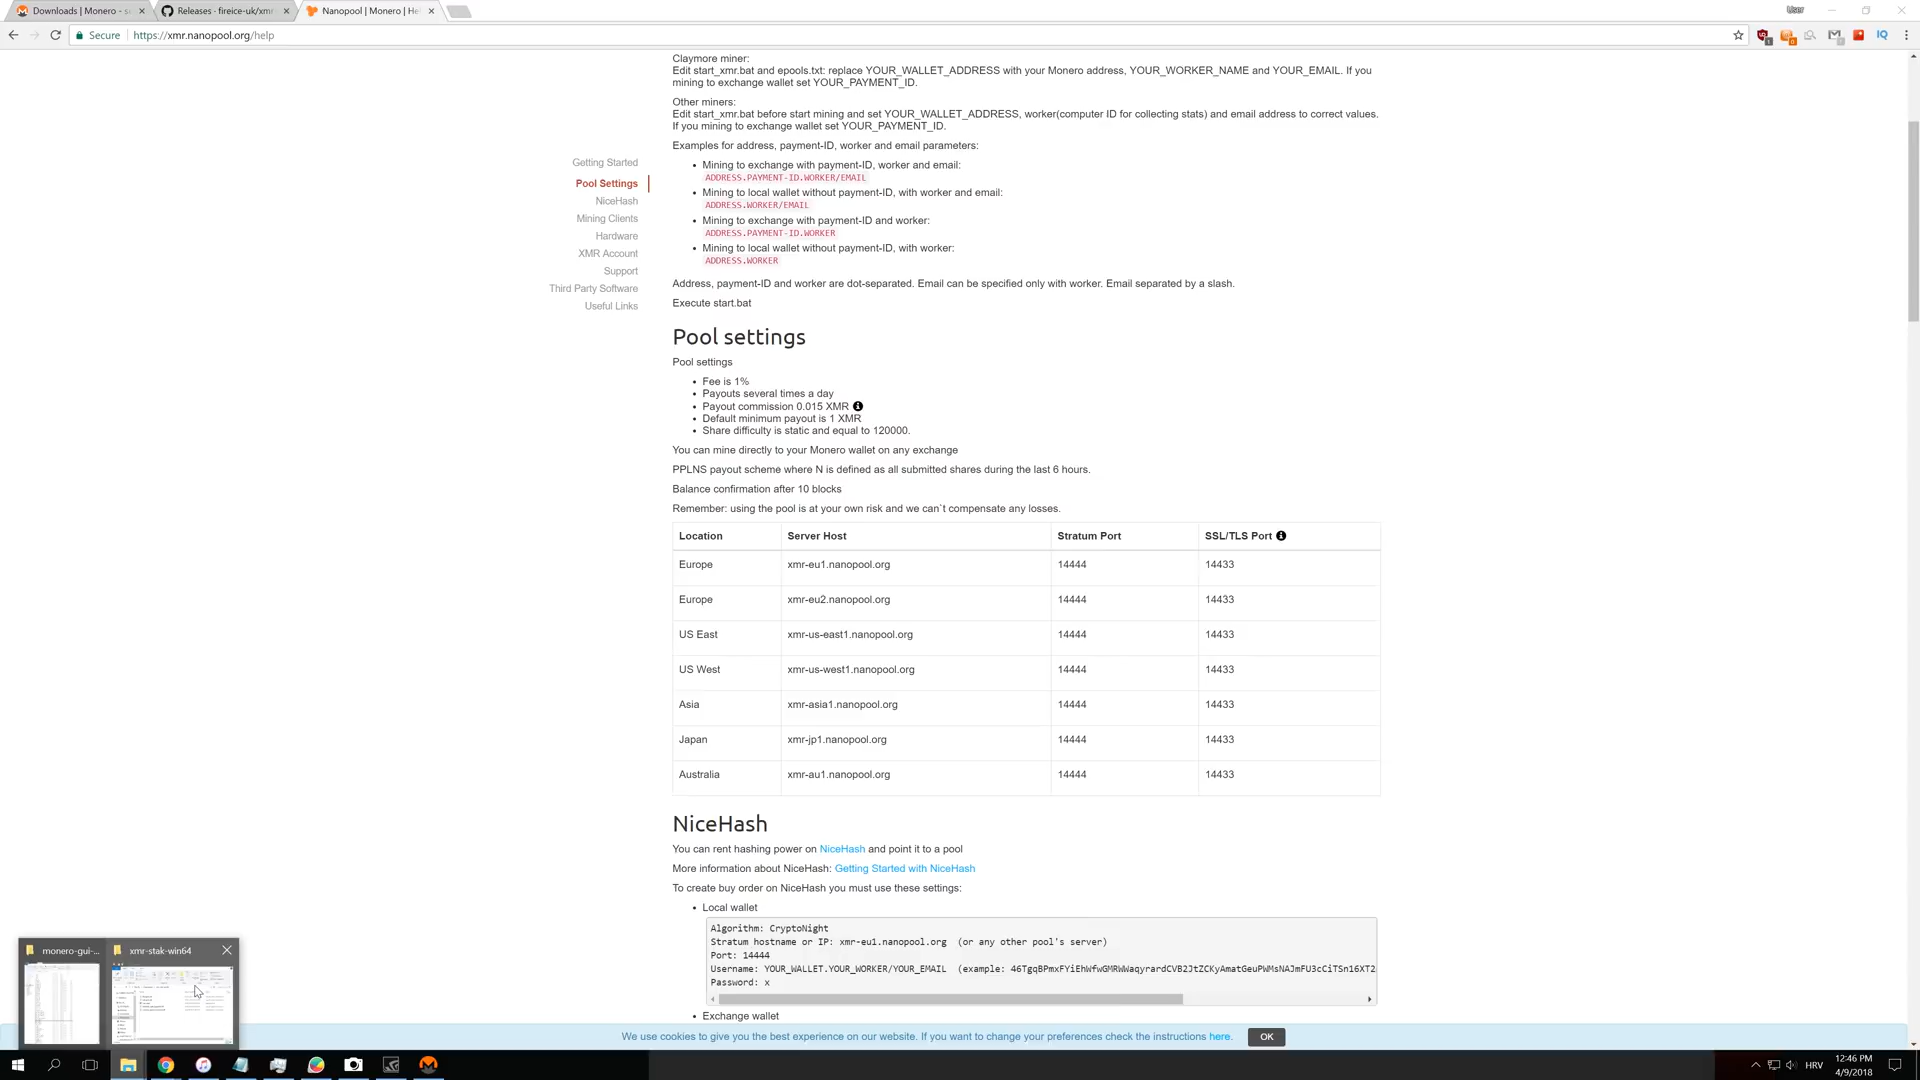 Downloads | Monero - s
Releases · fireice-uk/xmr
Nanopool | Monero | He
User
Secure
https://xmr.nanopool.org/help
IQ
Claymore miner:
Edit start_xmr.bat and epools.txt: replace YOUR_WALLET_ADDRESS with your Monero address, YOUR_WORKER_NAME and YOUR_EMAIL. If you
mining to exchange wallet set YOUR_PAYMENT_ID.
Other miners:
Edit start_xmr.bat before start mining and set YOUR_WALLET_ADDRESS, worker(computer ID for collecting stats) and email address to correct values.
If you mining to exchange wallet set YOUR_PAYMENT_ID.
Examples for address, payment-ID, worker and email parameters:
Mining to exchange with payment-ID, worker and email:
ADDRESS.PAYMENT-ID.WORKER/EMAIL
Mining to local wallet without payment-ID, with worker and email:
ADDRESS.WORKER/EMAIL
Mining to exchange with payment-ID and worker:
ADDRESS.PAYMENT-ID.WORKER
Mining to local wallet without payment-ID, with worker:
ADDRESS.WORKER
Address, payment-ID and worker are dot-separated. Email can be specified only with worker. Email separated by a slash.
Execute start.bat
Getting Started
Pool Settings
NiceHash
Mining Clients
Hardware
XMR Account
Support
Third Party Software
Useful Links
Pool settings
Pool settings
Fee is 1%
Payouts several times a day
Payout commission 0.015 XMR
Default minimum payout is 1 XMR
Share difficulty is static and equal to 120000.
You can mine directly to your Monero wallet on any exchange
PPLNS payout scheme where N is defined as all submitted shares during the last 6 hours.
Balance confirmation after 10 blocks
Remember: using the pool is at your own risk and we can`t compensate any losses.
Location Server Host Stratum Port SSL/TLS Port
Europe xmr-eu1.nanopool.org 14444 14433
Europe xmr-eu2.nanopool.org 14444 14433
US East xmr-us-east1.nanopool.org 14444 14433
US West xmr-us-west1.nanopool.org 14444 14433
Asia xmr-asia1.nanopool.org 14444 14433
Japan xmr-jp1.nanopool.org 14444 14433
Australia xmr-au1.nanopool.org 14444 14433
NiceHash
You can rent hashing power on NiceHash and point it to a pool
More information about NiceHash: Getting Started with NiceHash
To create buy order on NiceHash you must use these settings:
Local wallet
Algorithm: CryptoNight
Stratum hostname or IP: xmr-eu1.nanopool.org (or any other pool's server)
Port: 14444
Username: YOUR_WALLET.YOUR_WORKER/YOUR_EMAIL (example: 46TgqBPmxFYiEhWfwGMRWWaqyrardCVB2JtZCKyAmatGeuPWMsNAJmFU3cCiTSn16XT2
Password: x
Exchange wallet
monero-gui-...
xmr-stak-win64
We use cookies to give you the best experience on our website. If you want to change your preferences check the instructions here.
OK
HRV
12:46 PM
4/9/2018